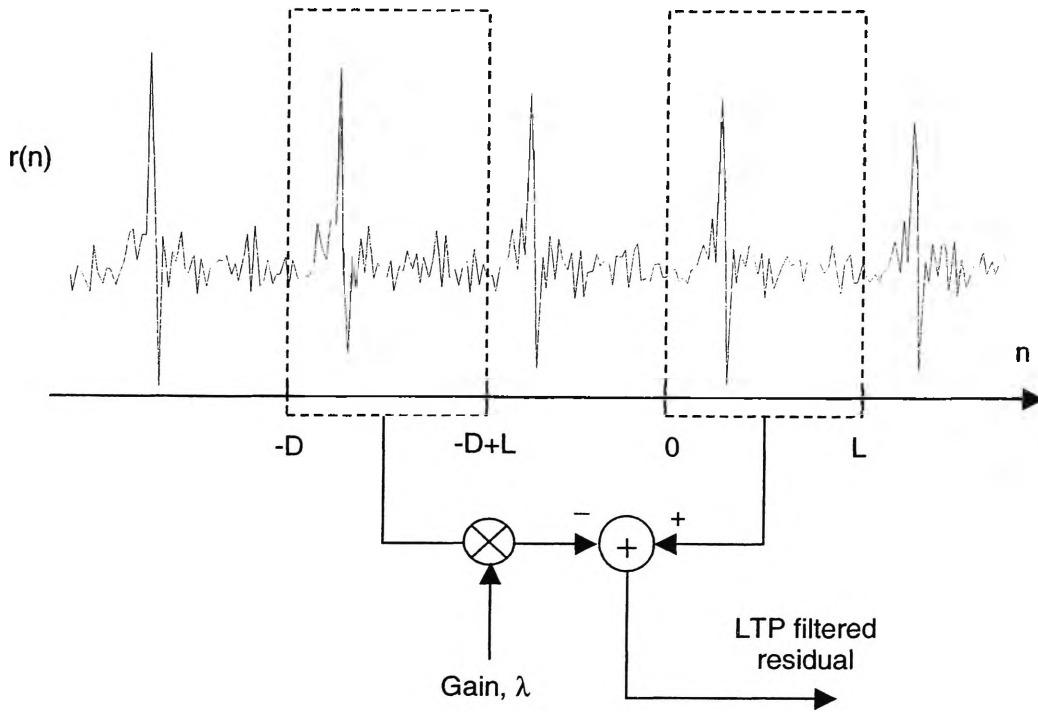 r(n)
n
-D
-D+L
0
L
−
+
+
Gain, λ
LTP filtered
residual